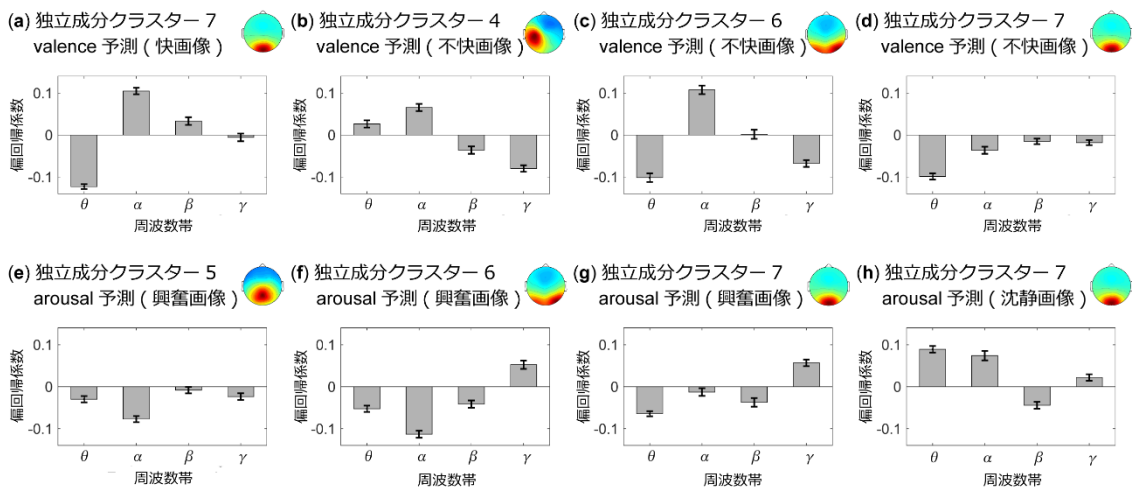 (a) 独立成分クラスター 7
valence 予測 ( 快画像 )
(b) 独立成分クラスター 4
valence 予測 ( 不快画像 )
(c) 独立成分クラスター 6
valence 予測 ( 不快画像 )
(d) 独立成分クラスター 7
valence 予測 ( 不快画像 )
偏回帰係数
0.1
0
-0.1
θ α β γ
周波数帯
偏回帰係数
0.1
0
-0.1
θ α β γ
周波数帯
偏回帰係数
0.1
0
-0.1
θ α β γ
周波数帯
偏回帰係数
0.1
0
-0.1
θ α β γ
周波数帯
(e) 独立成分クラスター 5
arousal 予測 ( 興奮画像 )
(f) 独立成分クラスター 6
arousal 予測 ( 興奮画像 )
(g) 独立成分クラスター 7
arousal 予測 ( 興奮画像 )
(h) 独立成分クラスター 7
arousal 予測 ( 沈静画像 )
偏回帰係数
0.1
0
-0.1
θ α β γ
周波数帯
偏回帰係数
0.1
0
-0.1
θ α β γ
周波数帯
偏回帰係数
0.1
0
-0.1
θ α β γ
周波数帯
偏回帰係数
0.1
0
-0.1
θ α β γ
周波数帯